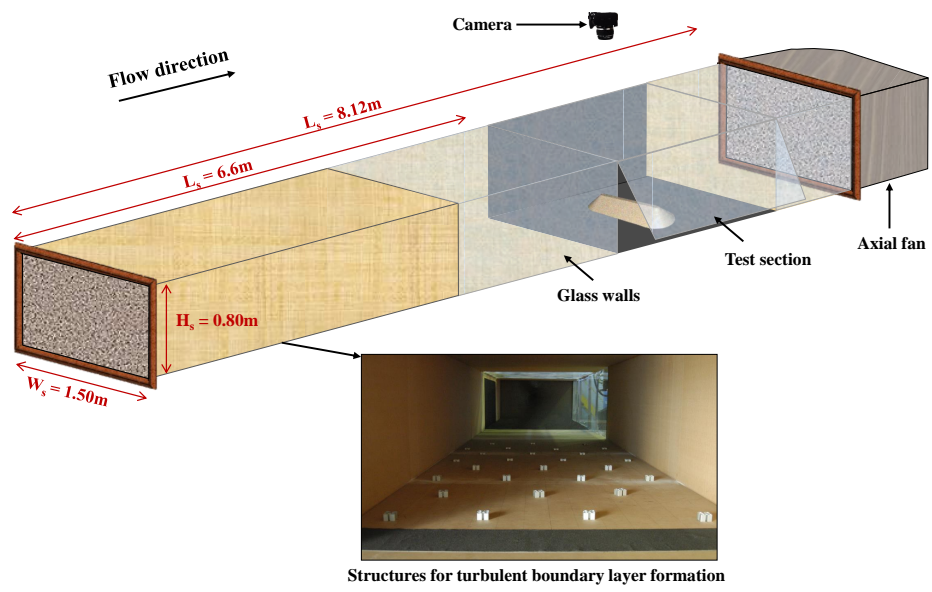 Camera
Flow direction
Lₛ = 8.12m
Lₛ = 6.6m
Axial fan
Test section
Glass walls
Hₛ = 0.80m
Wₛ = 1.50m
Structures for turbulent boundary layer formation